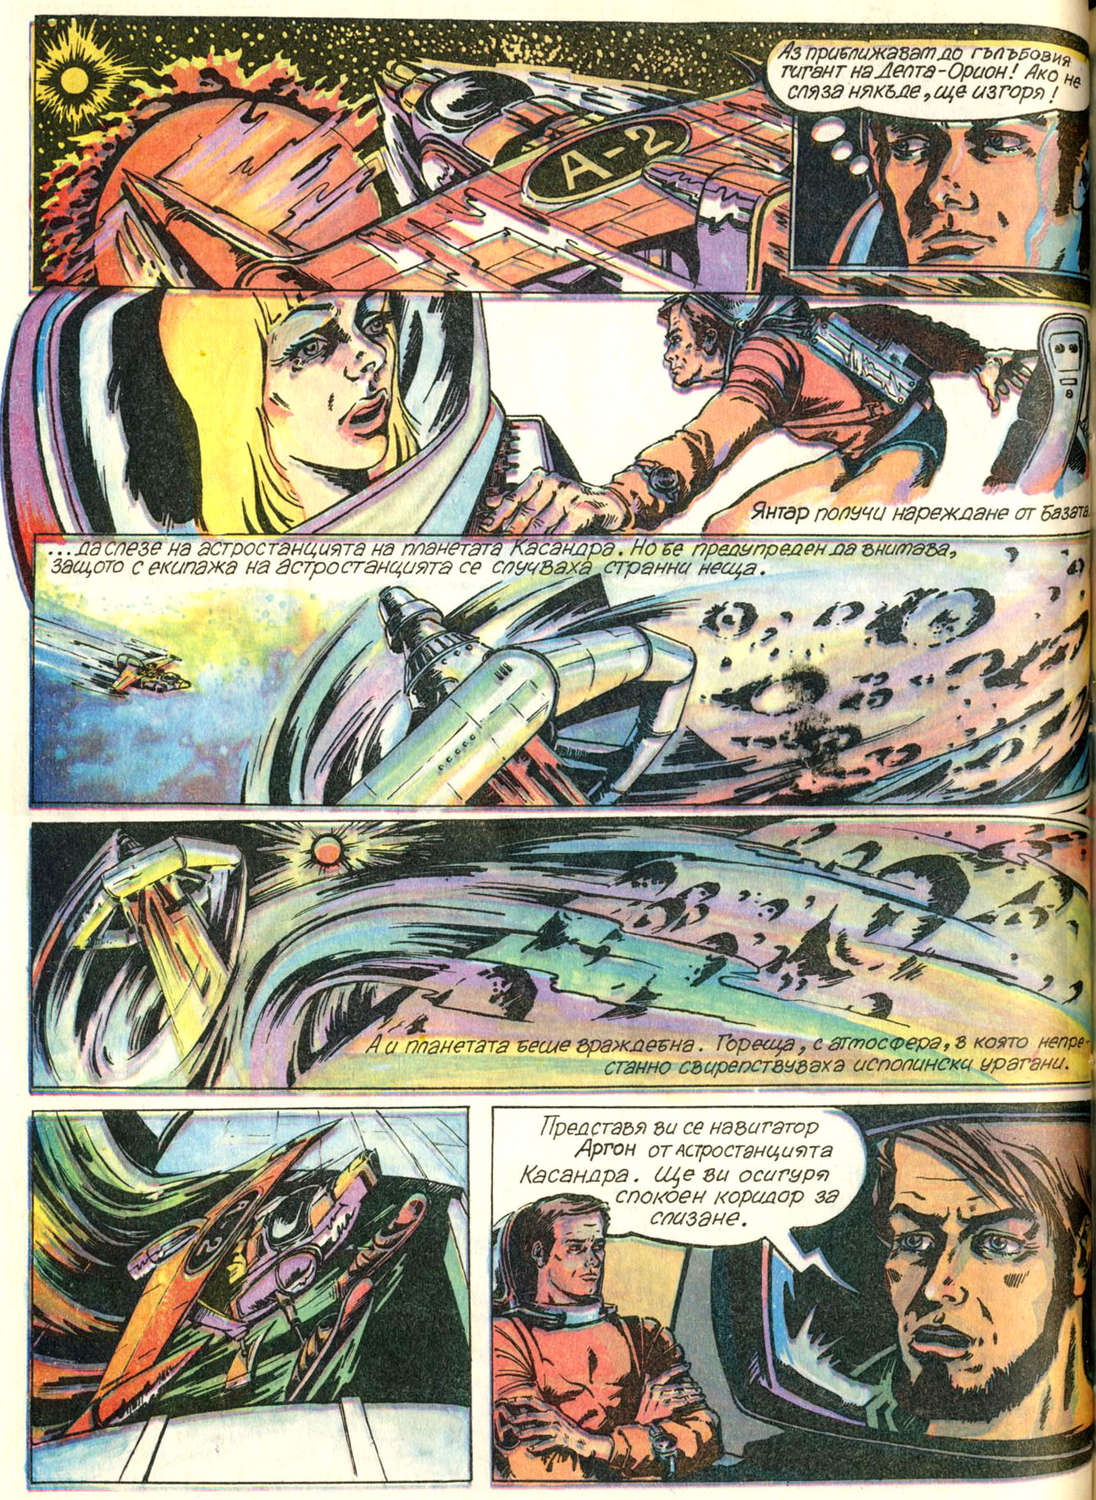 Аз приближавам до гълъбовия
гигант на Делта-Орион! Ако не
сляза някъде, ще изгоря!
А-2
Янтар получи нареждане от базата
...да слезе на астростанцията на планетата Касандра. Но бе предупреден да внимава,
защото с екипажа на астростанцията се случваха странни неща.
А и планетата беше враждебна. Гореща, с атмосфера, в която непре-
станно свирепствуваха исполински урагани.
Представя ви се навигатор
Аргон от Астростанцията
Касандра. Ще ви осигуря
спокоен коридор за
слизане.